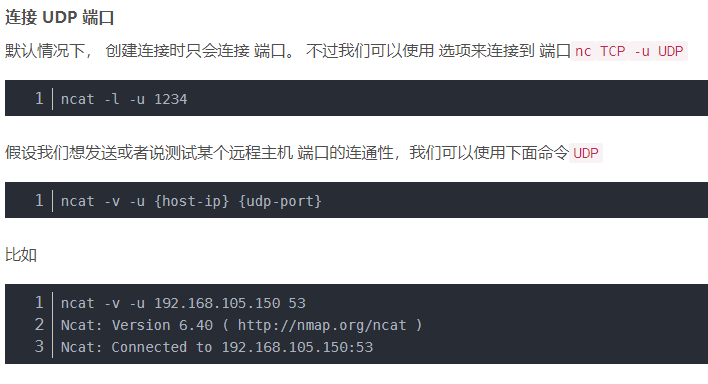 连接 UDP 端口
默认情况下， 创建连接时只会连接 端口。 不过我们可以使用 选项来连接到 端口 nc TCP -u UDP
1 ncat -l -u 1234
假设我们想发送或者说测试某个远程主机 端口的连通性，我们可以使用下面命令 UDP
1 ncat -v -u {host-ip} {udp-port}
比如
1 ncat -v -u 192.168.105.150 53
2 Ncat: Version 6.40 ( http://nmap.org/ncat )
3 Ncat: Connected to 192.168.105.150:53